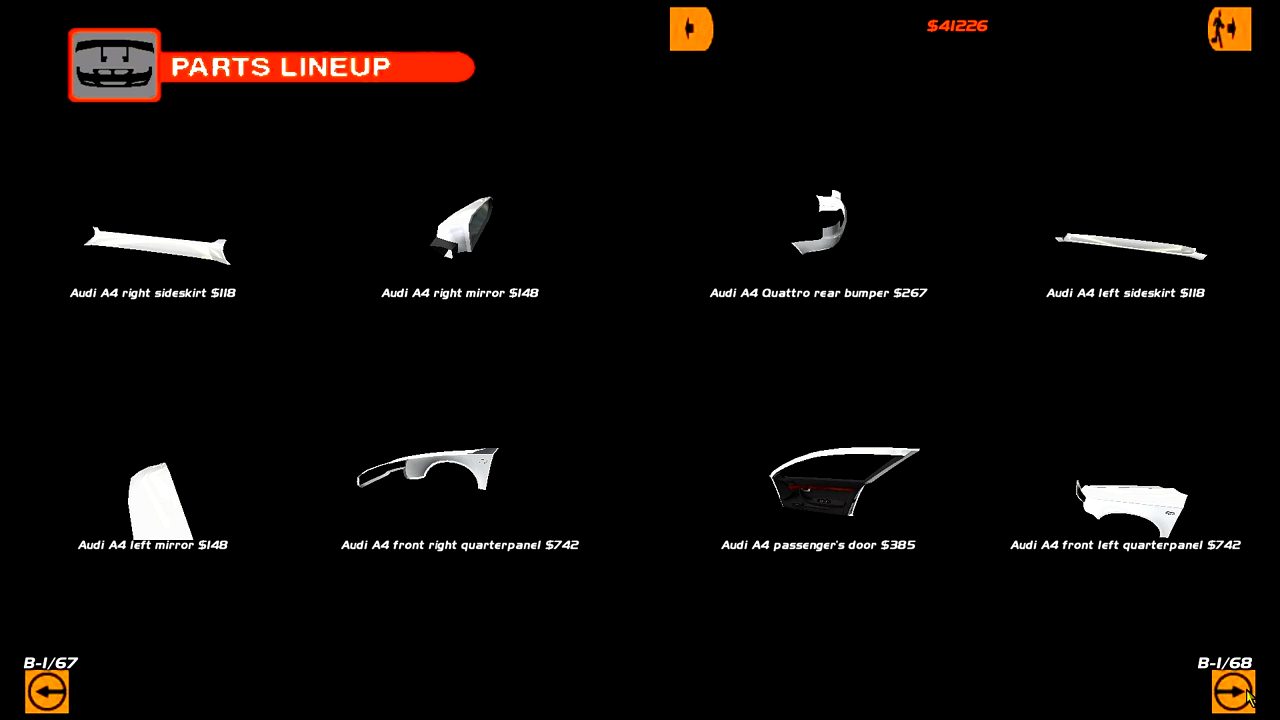 $41226
PARTS LINEUP
Audi A4 right sideskirt $118
Audi A4 right mirror $148
Audi A4 Quattro rear bumper $267
Audi A4 left sideskirt $118
Audi A4 left mirror $148
Audi A4 front right quarterpanel $742
Audi A4 passenger's door $385
Audi A4 front left quarterpanel $742
B-1/67
B-1/68